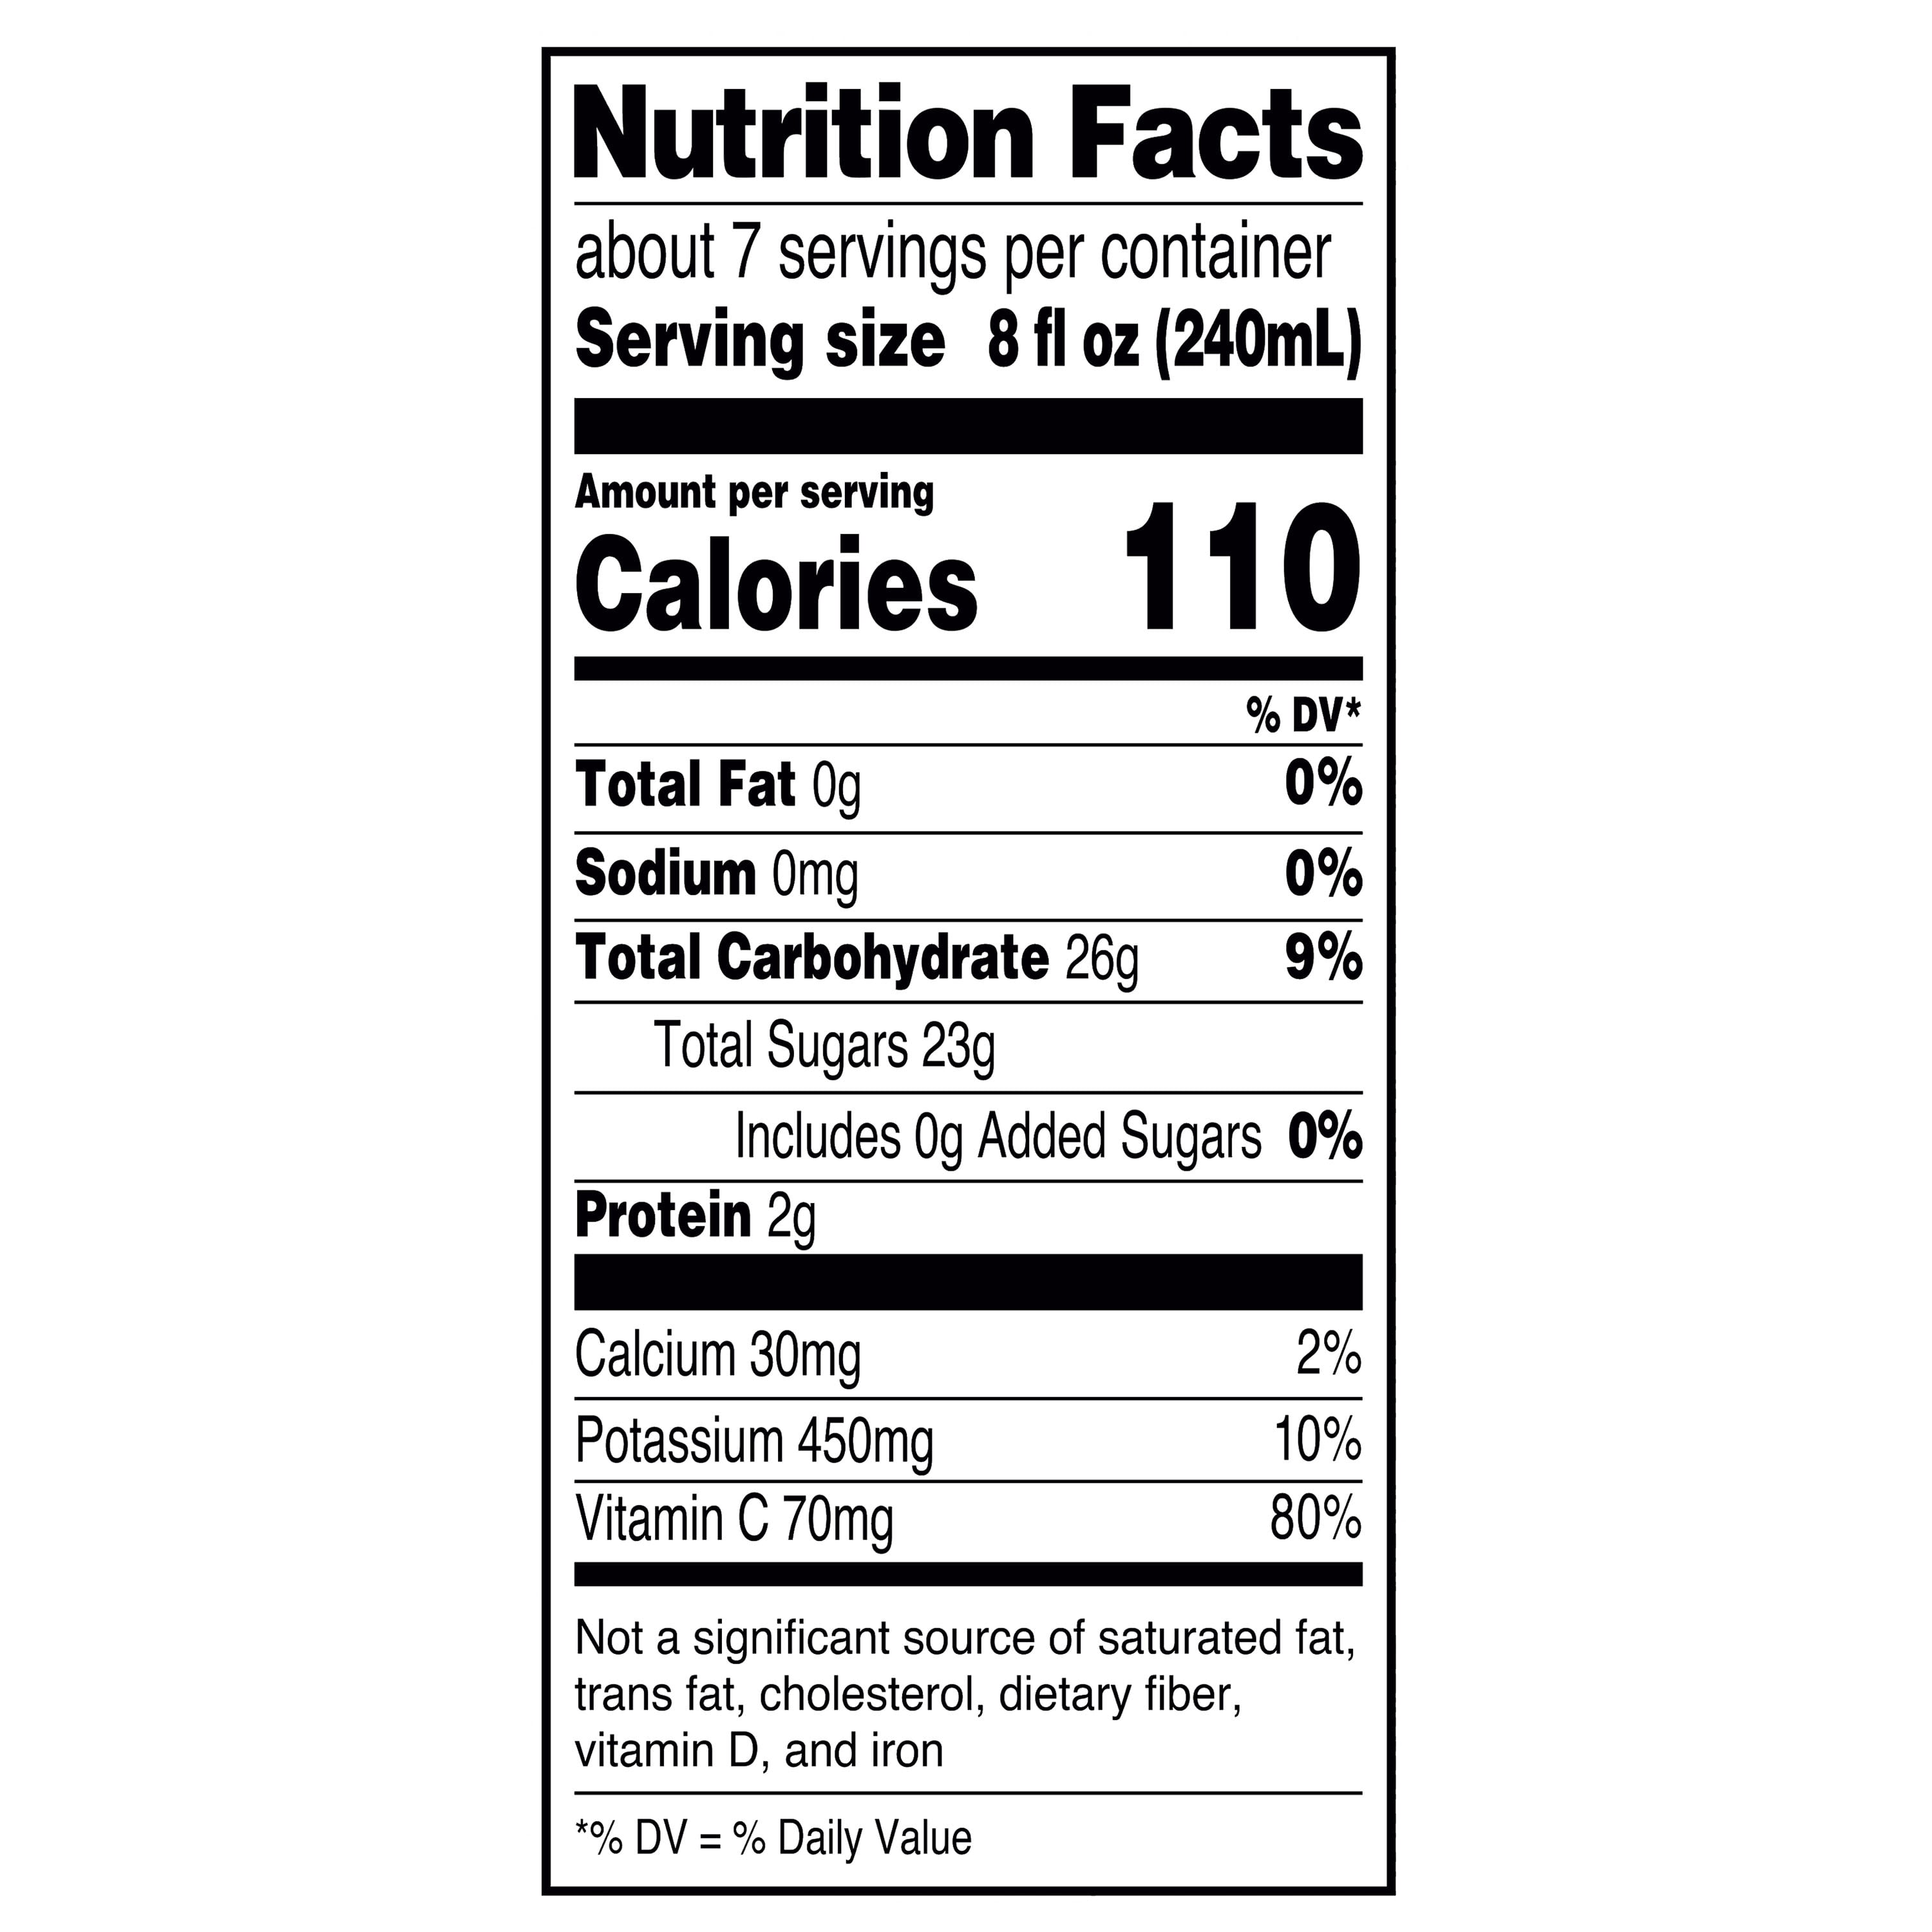 Nutrition Facts
about 7 servings per container
Serving size 8 fl oz (240mL)
Amount per serving
Calories 110
% DV*
Total Fat 0g 0%
Sodium 0mg 0%
Total Carbohydrate 26g 9%
Total Sugars 23g
Includes 0g Added Sugars 0%
Protein 2g
Calcium 30mg 2%
Potassium 450mg 10%
Vitamin C 70mg 80%
Not a significant source of saturated fat,
trans fat, cholesterol, dietary fiber,
vitamin D, and iron
*% DV = % Daily Value